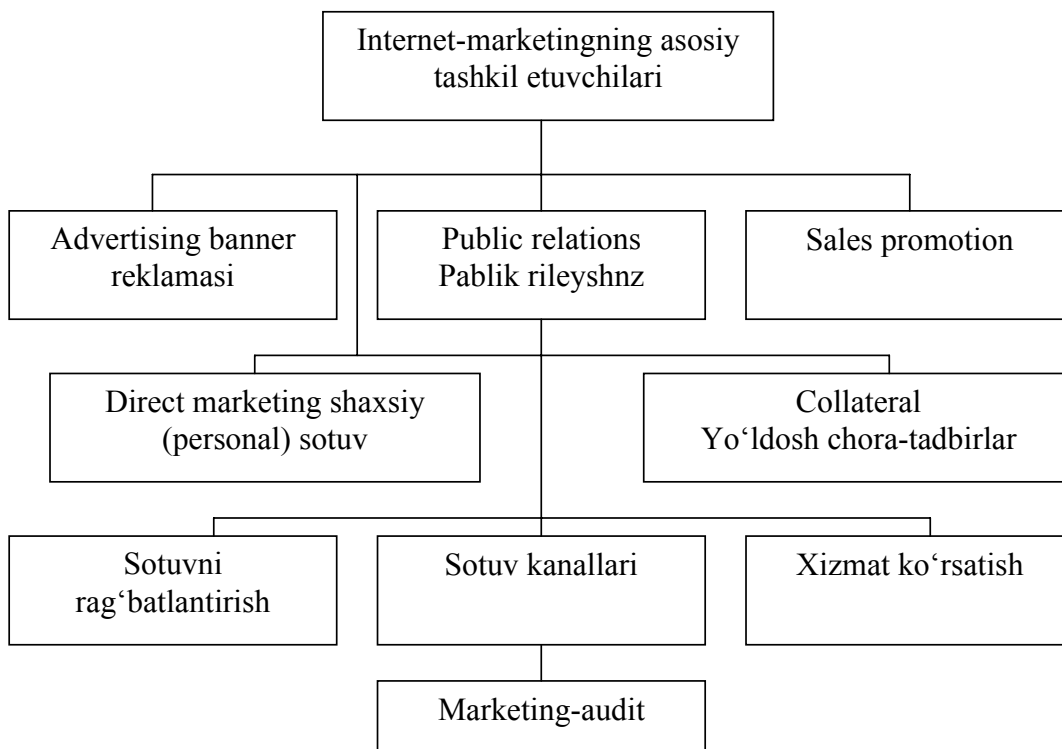 Internet-marketingning asosiy
tashkil etuvchilari
Advertising banner
reklamasi
Public relations
Pablik rileyshnz
Sales promotion
Direct marketing shaxsiy
(personal) sotuv
Collateral
Yo‘ldosh chora-tadbirlar
Sotuvni
rag‘batlantirish
Sotuv kanallari
Xizmat ko‘rsatish
Marketing-audit